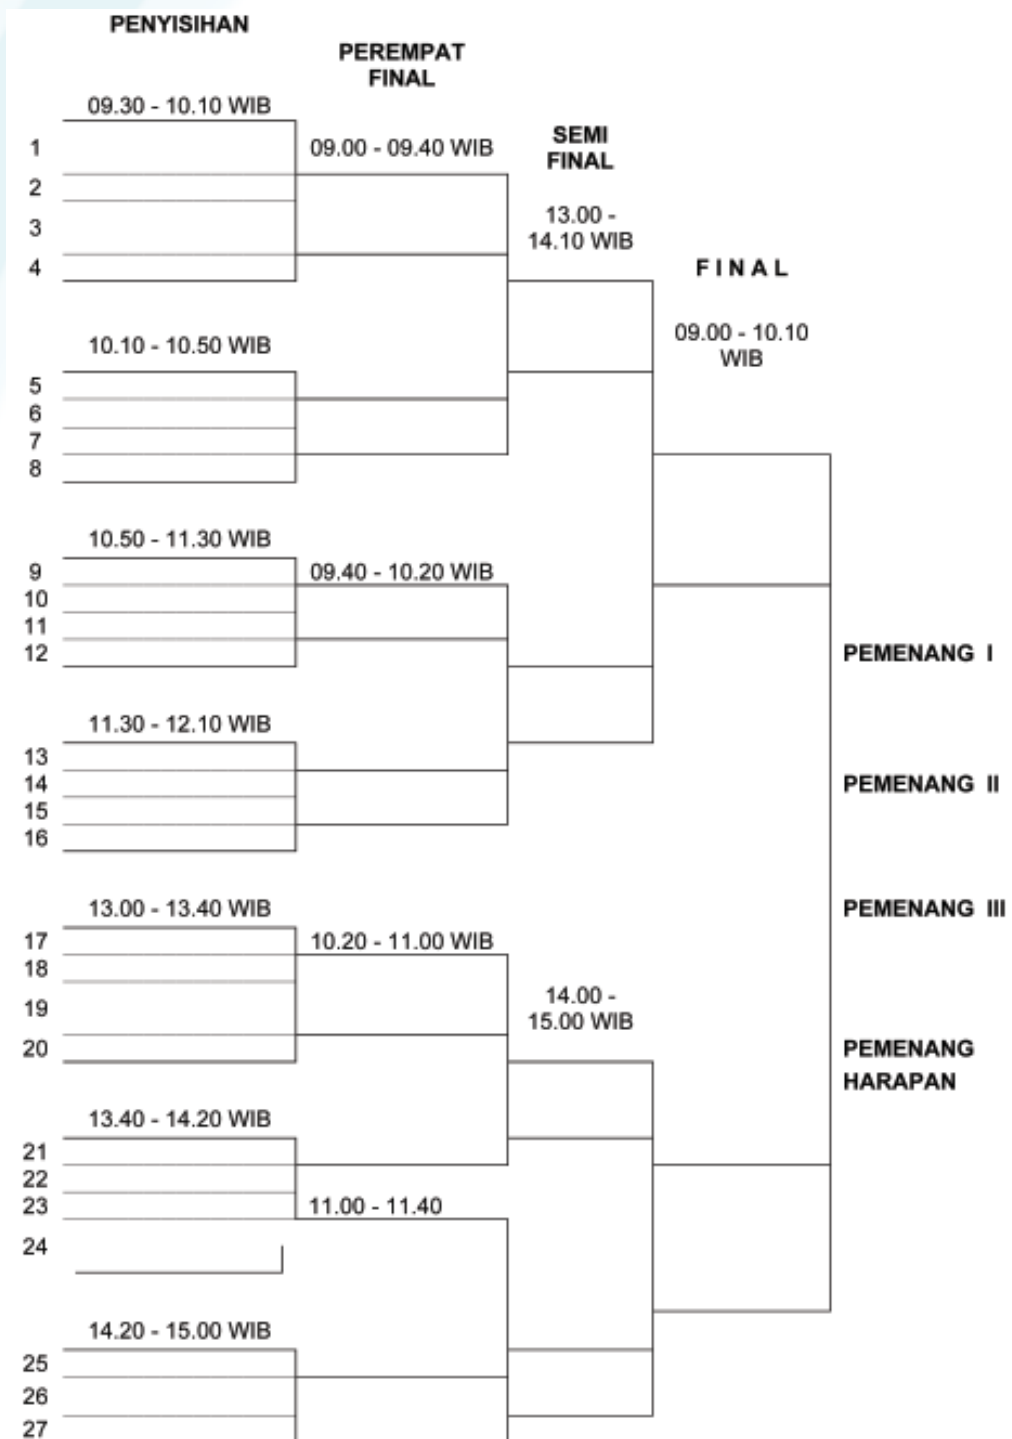 PENYISIHAN
PEREMPAT
FINAL
09.30 - 10.10 WIB
1
09.00 - 09.40 WIB
SEMI
FINAL
2
3
13.00 -
14.10 WIB
4
F I N A L
10.10 - 10.50 WIB
09.00 - 10.10
WIB
5
6
7
8
10.50 - 11.30 WIB
9
09.40 - 10.20 WIB
10
11
12
PEMENANG I
11.30 - 12.10 WIB
13
14
PEMENANG II
15
16
13.00 - 13.40 WIB
PEMENANG III
17
10.20 - 11.00 WIB
18
19
14.00 -
15.00 WIB
20
PEMENANG
HARAPAN
13.40 - 14.20 WIB
21
22
23
11.00 - 11.40
24
14.20 - 15.00 WIB
25
26
27